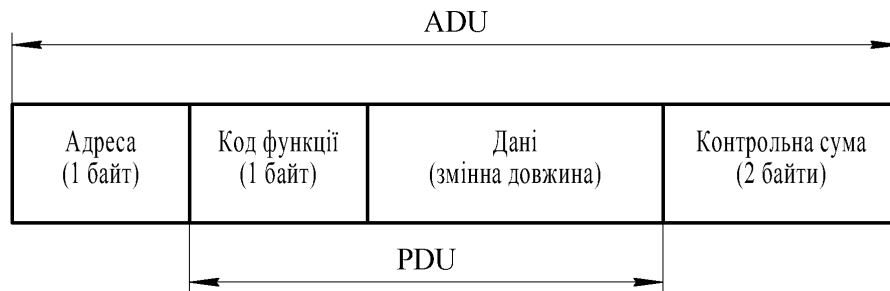 ADU
Адреса
(1 байт)
Код функції
(1 байт)
Дані
(змінна довжина)
Контрольна сума
(2 байти)
PDU